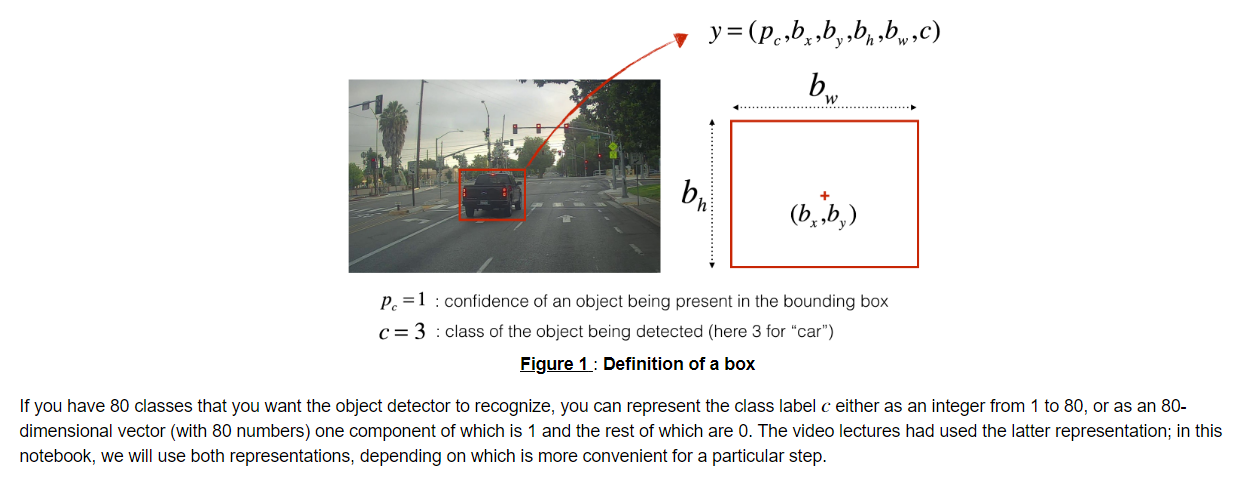 y = (p_c, b_x, b_y, b_h, b_w, c)
b_w
b_h
(b_x, b_y)
p_c = 1 : confidence of an object being present in the bounding box
c = 3 : class of the object being detected (here 3 for “car”)
Figure 1 : Definition of a box
If you have 80 classes that you want the object detector to recognize, you can represent the class label c either as an integer from 1 to 80, or as an 80-
dimensional vector (with 80 numbers) one component of which is 1 and the rest of which are 0. The video lectures had used the latter representation; in this
notebook, we will use both representations, depending on which is more convenient for a particular step.